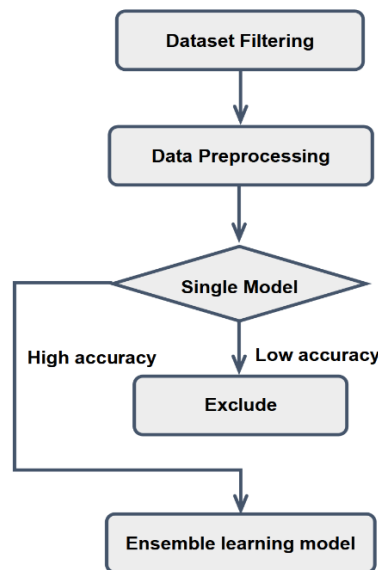 Dataset Filtering
Data Preprocessing
Single Model
High accuracy
Low accuracy
Exclude
Ensemble learning model